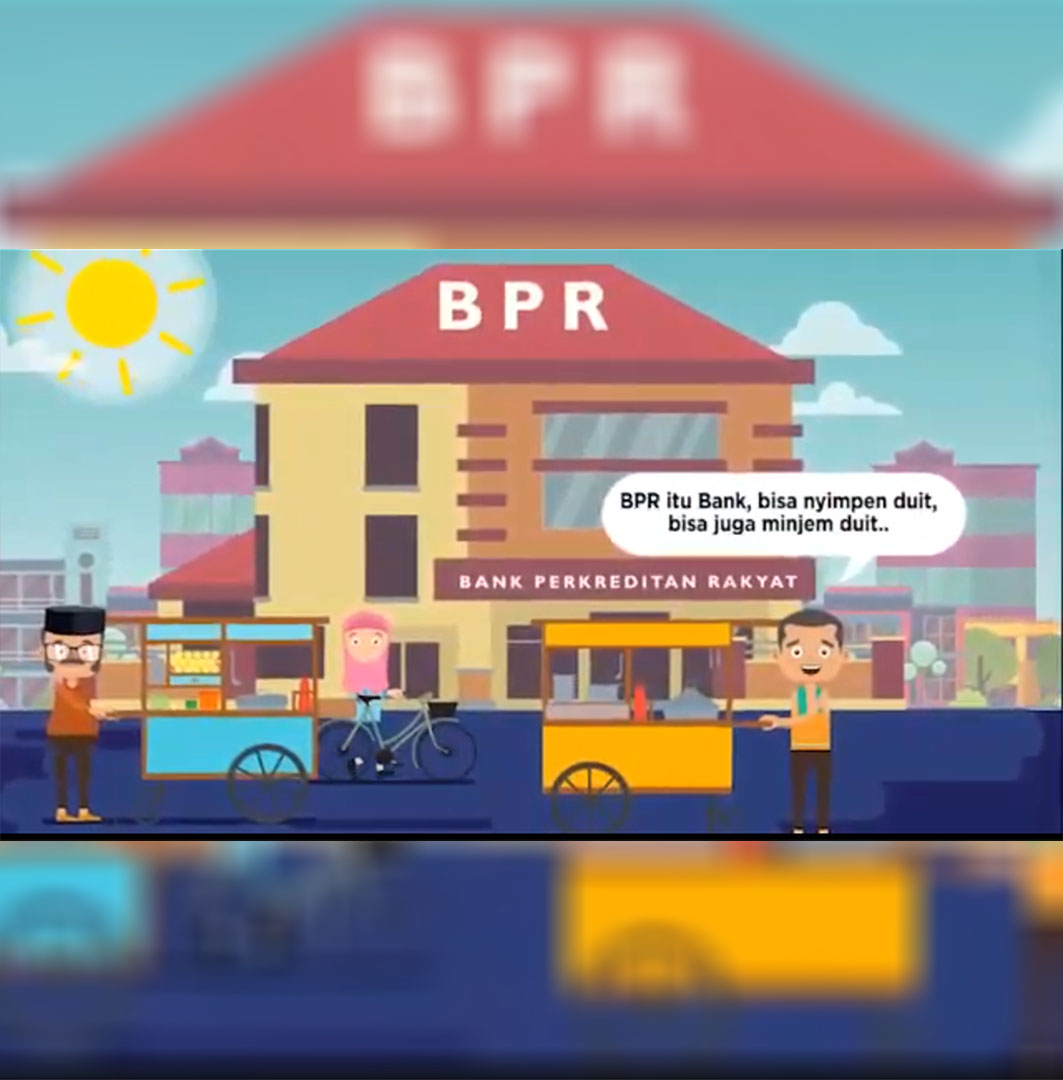 BPR
BPR
BPR itu Bank, bisa nyimpen duit,
bisa juga minjem duit..
BANK PERKREDITAN RAKYAT